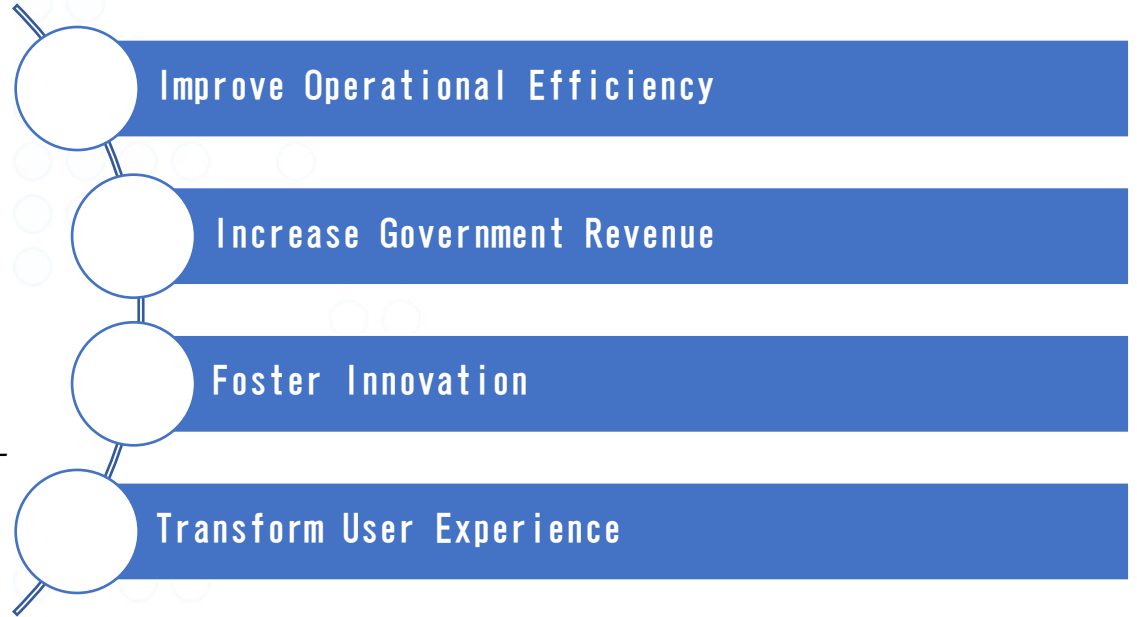 Improve Operational Efficiency
Increase Government Revenue
Foster Innovation
Transform User Experience